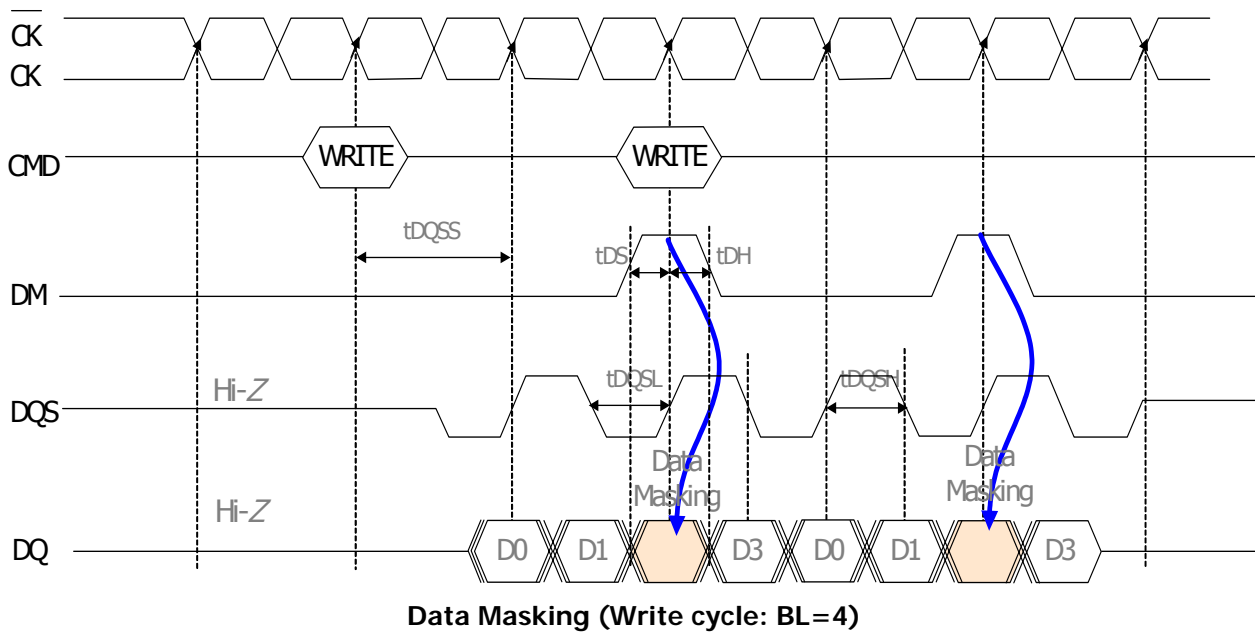 CK
CK
CMD
WRITE
WRITE
tDQSS
tDS
tDH
DM
Hi-Z
tDQSL
tDQSH
DQS
Data
Masking
Data
Masking
Hi-Z
DQ
D0
D1
D3
D0
D1
D3
Data Masking (Write cycle: BL=4)